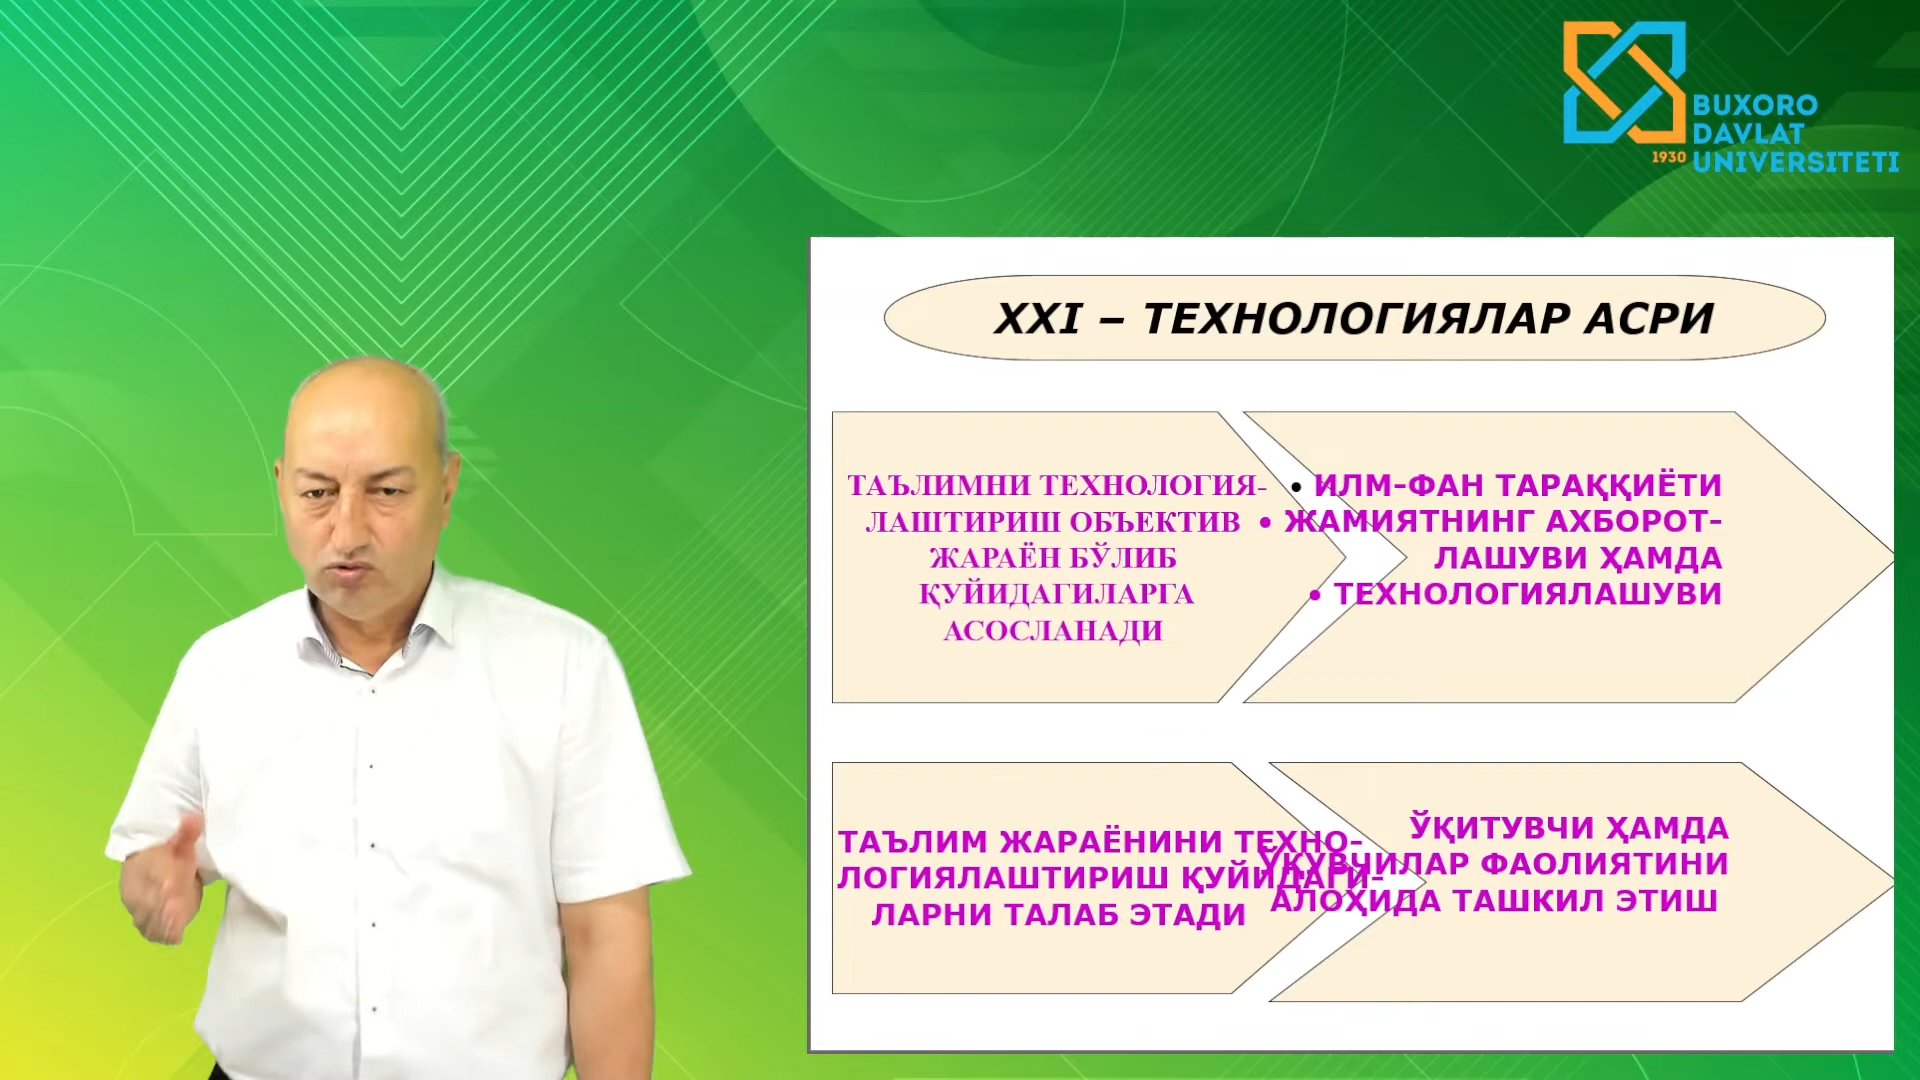 BUXORO
DAVLAT
1930 UNIVERSITETI
XXI – ТЕХНОЛОГИЯЛАР АСРИ
ТАЪЛИМНИ ТЕХНОЛОГИЯ-
ЛАШТИРИШ ОБЪЕКТИВ
ЖАРАЁН БЎЛИБ
ҚУЙИДАГИЛАРГА
АСОСЛАНАДИ
• ИЛМ-ФАН ТАРАҚҚИЁТИ
• ЖАМИЯТНИНГ АХБОРОТ-
ЛАШУВИ ҲАМДА
• ТЕХНОЛОГИЯЛАШУВИ
ТАЪЛИМ ЖАРАЁНИНИ ТЕХНО-
ЛОГИЯЛАШТИРИШ ҚУЙИДАГИ-
ЛАРНИ ТАЛАБ ЭТАДИ
ЎҚИТУВЧИ ҲАМДА
ЎҚУВЧИЛАР ФАОЛИЯТИНИ
АЛОҲИДА ТАШКИЛ ЭТИШ